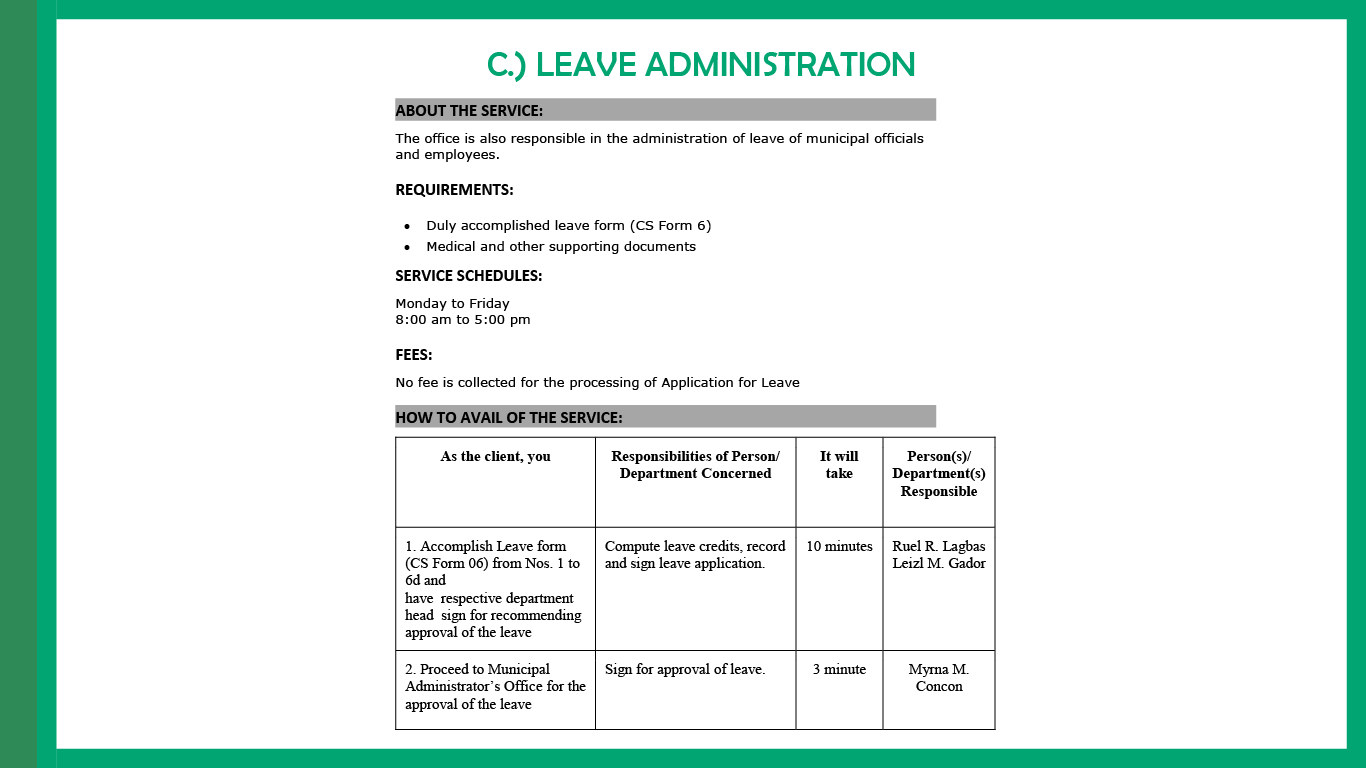 C.) LEAVE ADMINISTRATION
ABOUT THE SERVICE:
The office is also responsible in the administration of leave of municipal officials
and employees.
REQUIREMENTS:
• Duly accomplished leave form (CS Form 6)
• Medical and other supporting documents
SERVICE SCHEDULES:
Monday to Friday
8:00 am to 5:00 pm
FEES:
No fee is collected for the processing of Application for Leave
HOW TO AVAIL OF THE SERVICE:
As the client, you
Responsibilities of Person/
Department Concerned
It will
take
Person(s)/
Department(s)
Responsible
1. Accomplish Leave form
(CS Form 06) from Nos. 1 to
6d and
have  respective department
head  sign for recommending
approval of the leave
Compute leave credits, record
and sign leave application.
10 minutes
Ruel R. Lagbas
Leizl M. Gador
2. Proceed to Municipal
Administrator’s Office for the
approval of the leave
Sign for approval of leave.
3 minute
Myrna M.
Concon